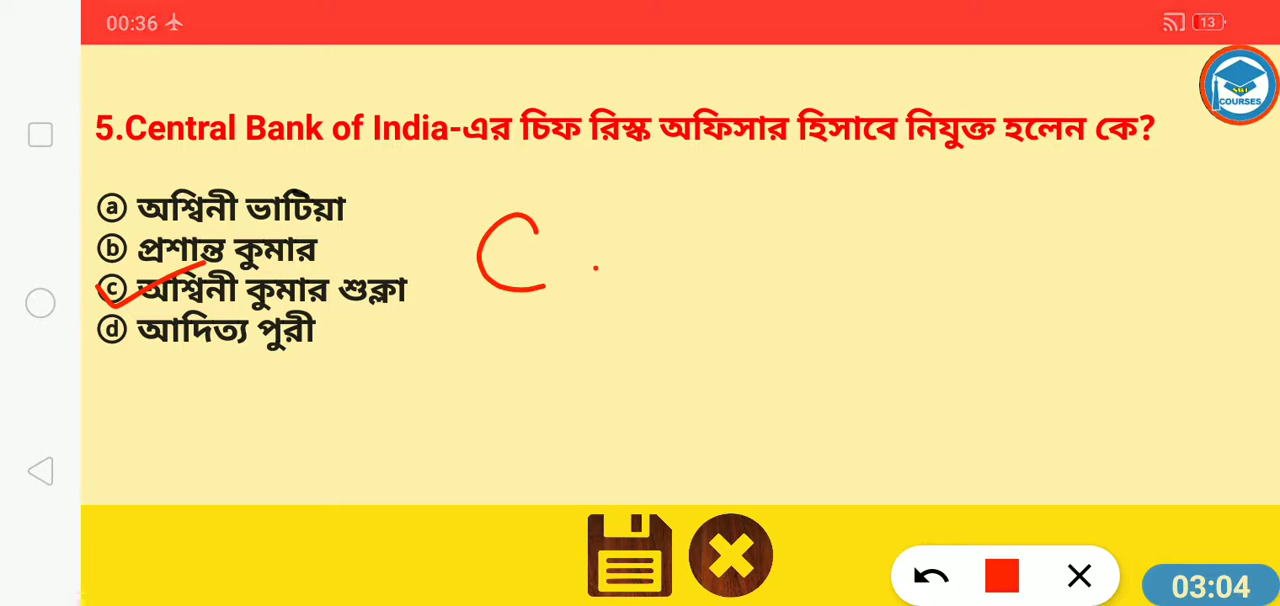 00:36
13
COURSES
5.Central Bank of India-এর চিফ রিস্ক অফিসার হিসাবে নিযুক্ত হলেন কে?
ⓐ অশ্বিনী ভাটিয়া
ⓑ প্রশান্ত কুমার
C
ⓒ অশ্বিনী কুমার শুক্লা
ⓓ আদিত্য পুরী
03:04